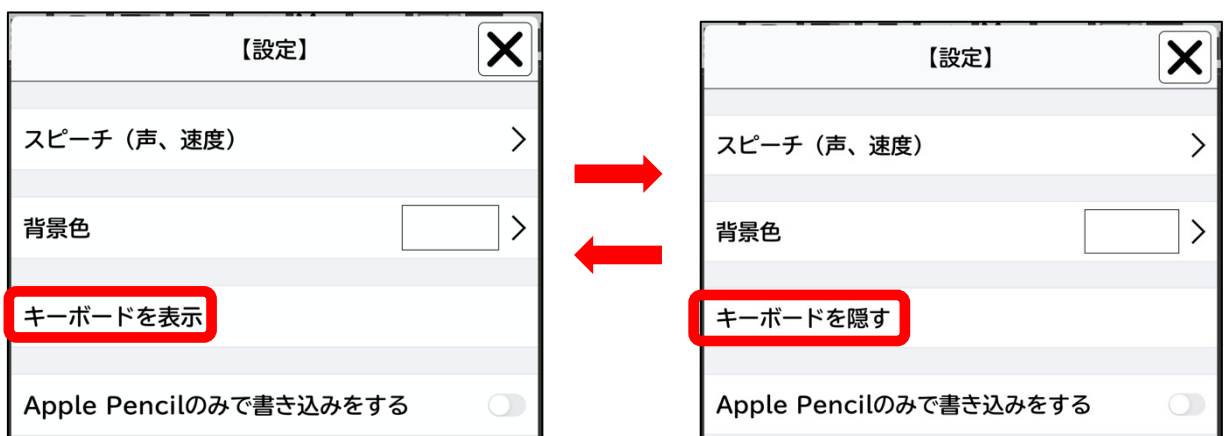 【設定】
スピーチ（声、速度）
背景色
キーボードを表示
Apple Pencilのみで書き込みをする
【設定】
スピーチ（声、速度）
背景色
キーボードを隠す
Apple Pencilのみで書き込みをする